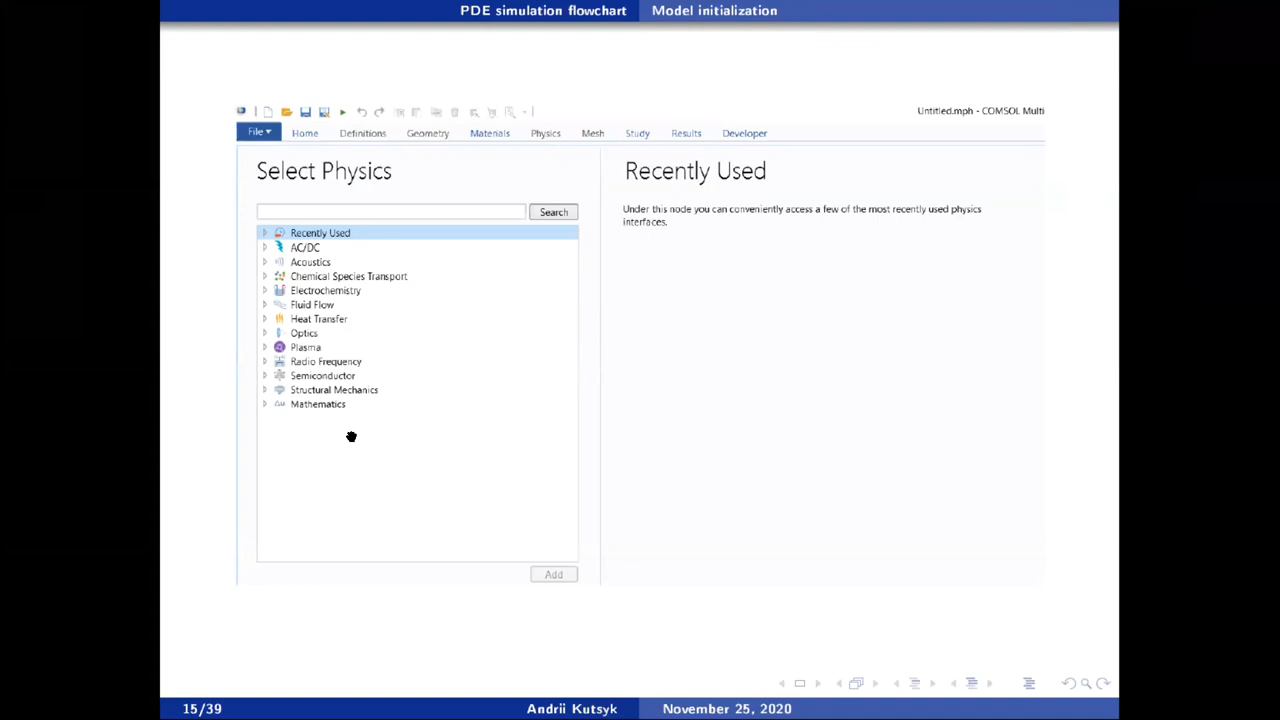 PDE simulation flowchart Model initialization
Untitled.mph - COMSOL Multi
File Home Definitions Geometry Materials Physics Mesh Study Results Developer
Select Physics
Search
Recently Used
AC/DC
Acoustics
Chemical Species Transport
Electrochemistry
Fluid Flow
Heat Transfer
Optics
Plasma
Radio Frequency
Semiconductor
Structural Mechanics
Mathematics
Add
Recently Used
Under this node you can conveniently access a few of the most recently used physics
interfaces.
15/39 Andrii Kutsyk November 25, 2020